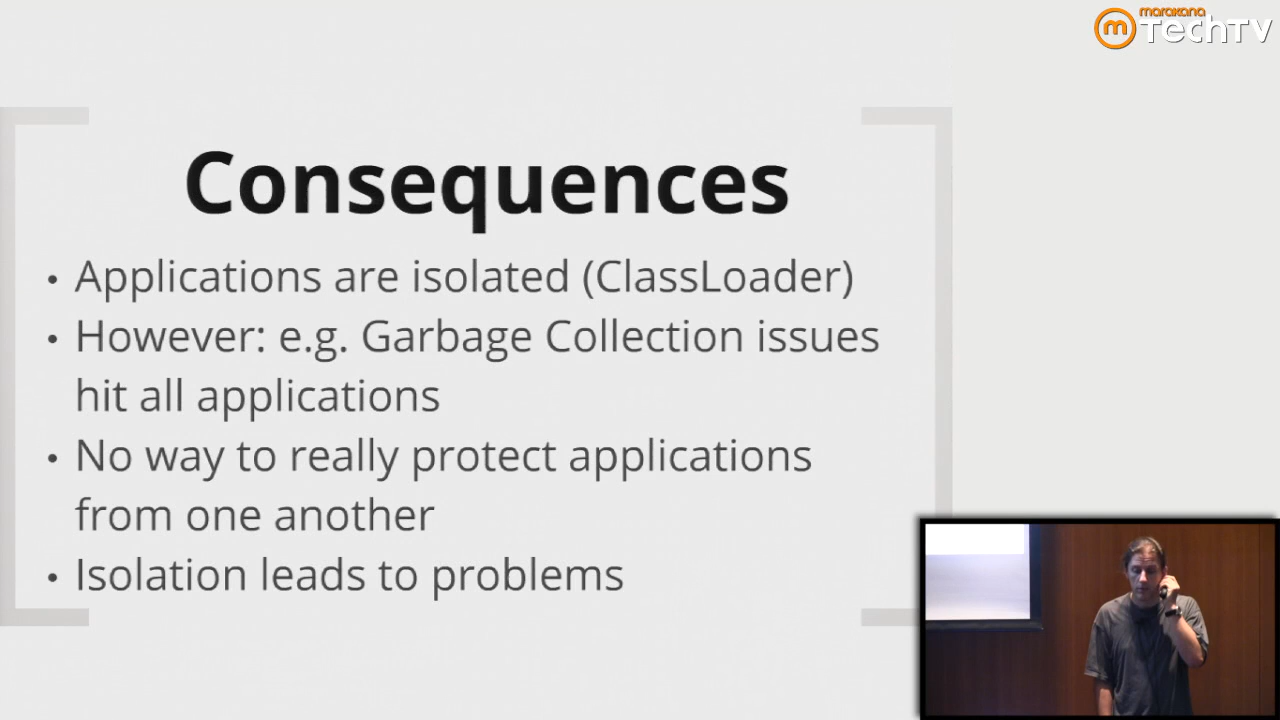 marakana
TechTV
Consequences
• Applications are isolated (ClassLoader)
• However: e.g. Garbage Collection issues
hit all applications
• No way to really protect applications
from one another
• Isolation leads to problems